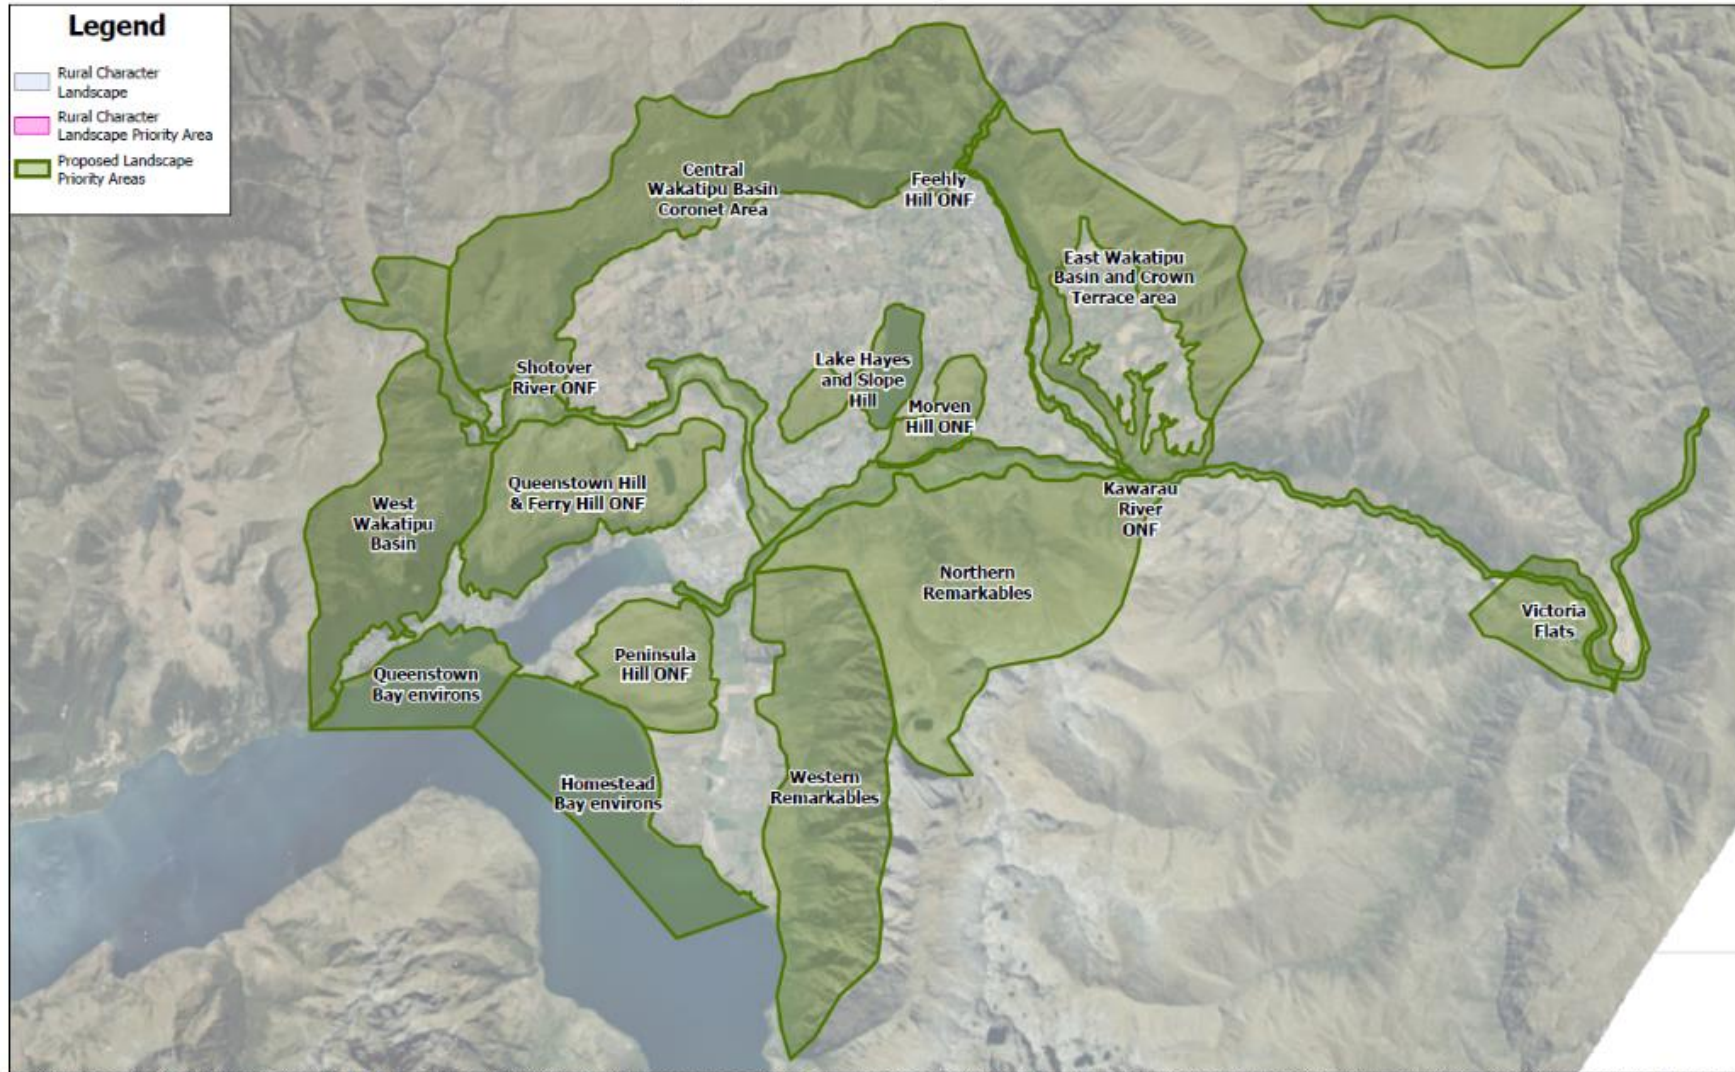 Legend
Rural Character
Landscape
Rural Character
Landscape Priority Area
Proposed Landscape
Priority Areas
Central
Wakatipu Basin
Coronet Area
Feehly
Hill ONF
East Wakatipu
Basin and Crown
Terrace area
Shotover
River ONF
Lake Hayes
and Slope
Hill
Morven
Hill ONF
Queenstown Hill
& Ferry Hill ONF
West
Wakatipu
Basin
Kawarau
River
ONF
Northern
Remarkables
Victoria
Flats
Peninsula
Hill ONF
Queenstown
Bay environs
Homestead
Bay environs
Western
Remarkables